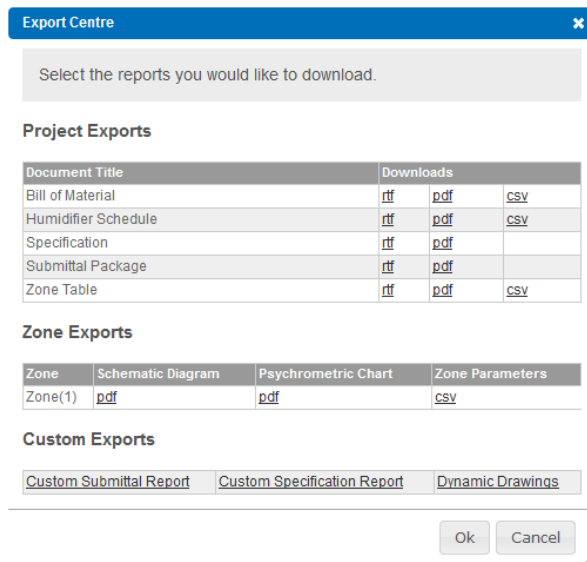 Export Centre ×
Select the reports you would like to download.
Project Exports
Document Title Downloads
Bill of Material rtf pdf csv
Humidifier Schedule rtf pdf csv
Specification rtf pdf
Submittal Package rtf pdf
Zone Table rtf pdf csv
Zone Exports
Zone Schematic Diagram Psychrometric Chart Zone Parameters
Zone(1) pdf pdf csv
Custom Exports
Custom Submittal Report Custom Specification Report Dynamic Drawings
Ok Cancel